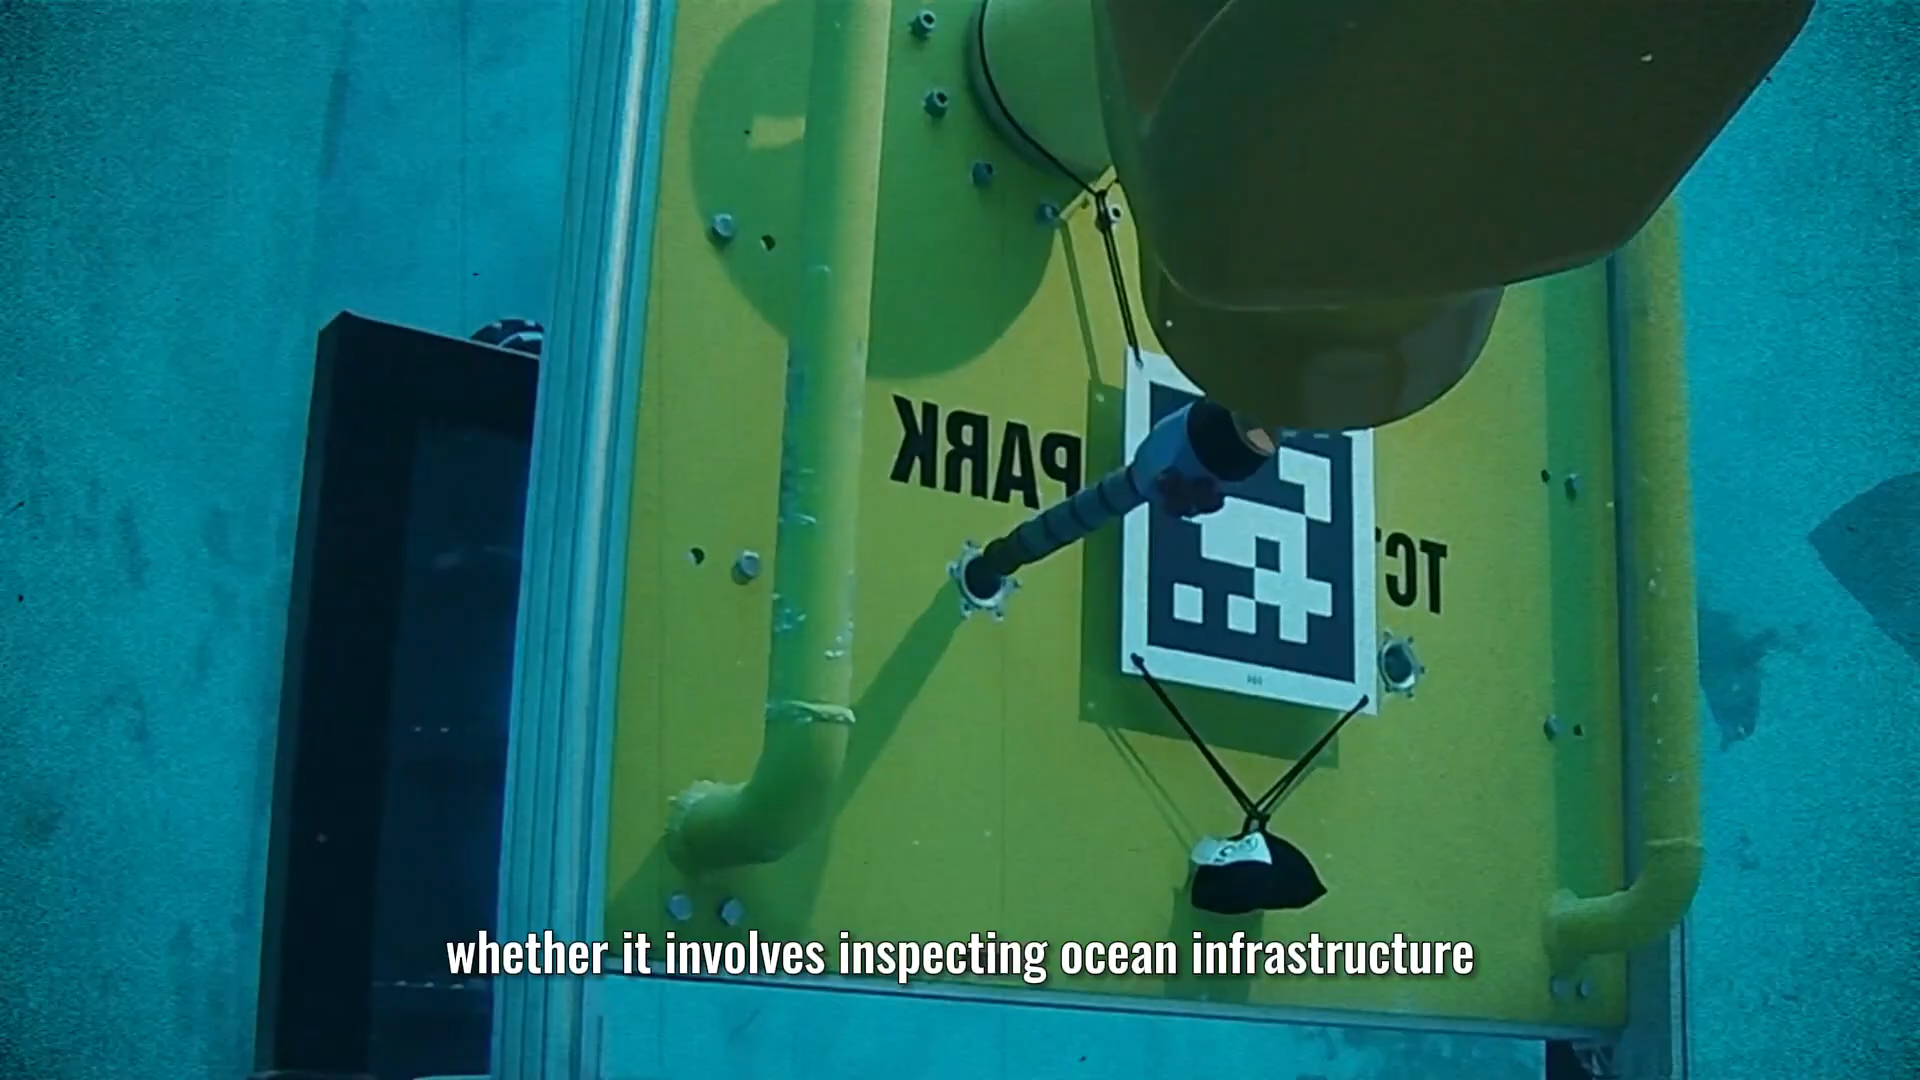 PARK
TC
whether it involves inspecting ocean infrastructure